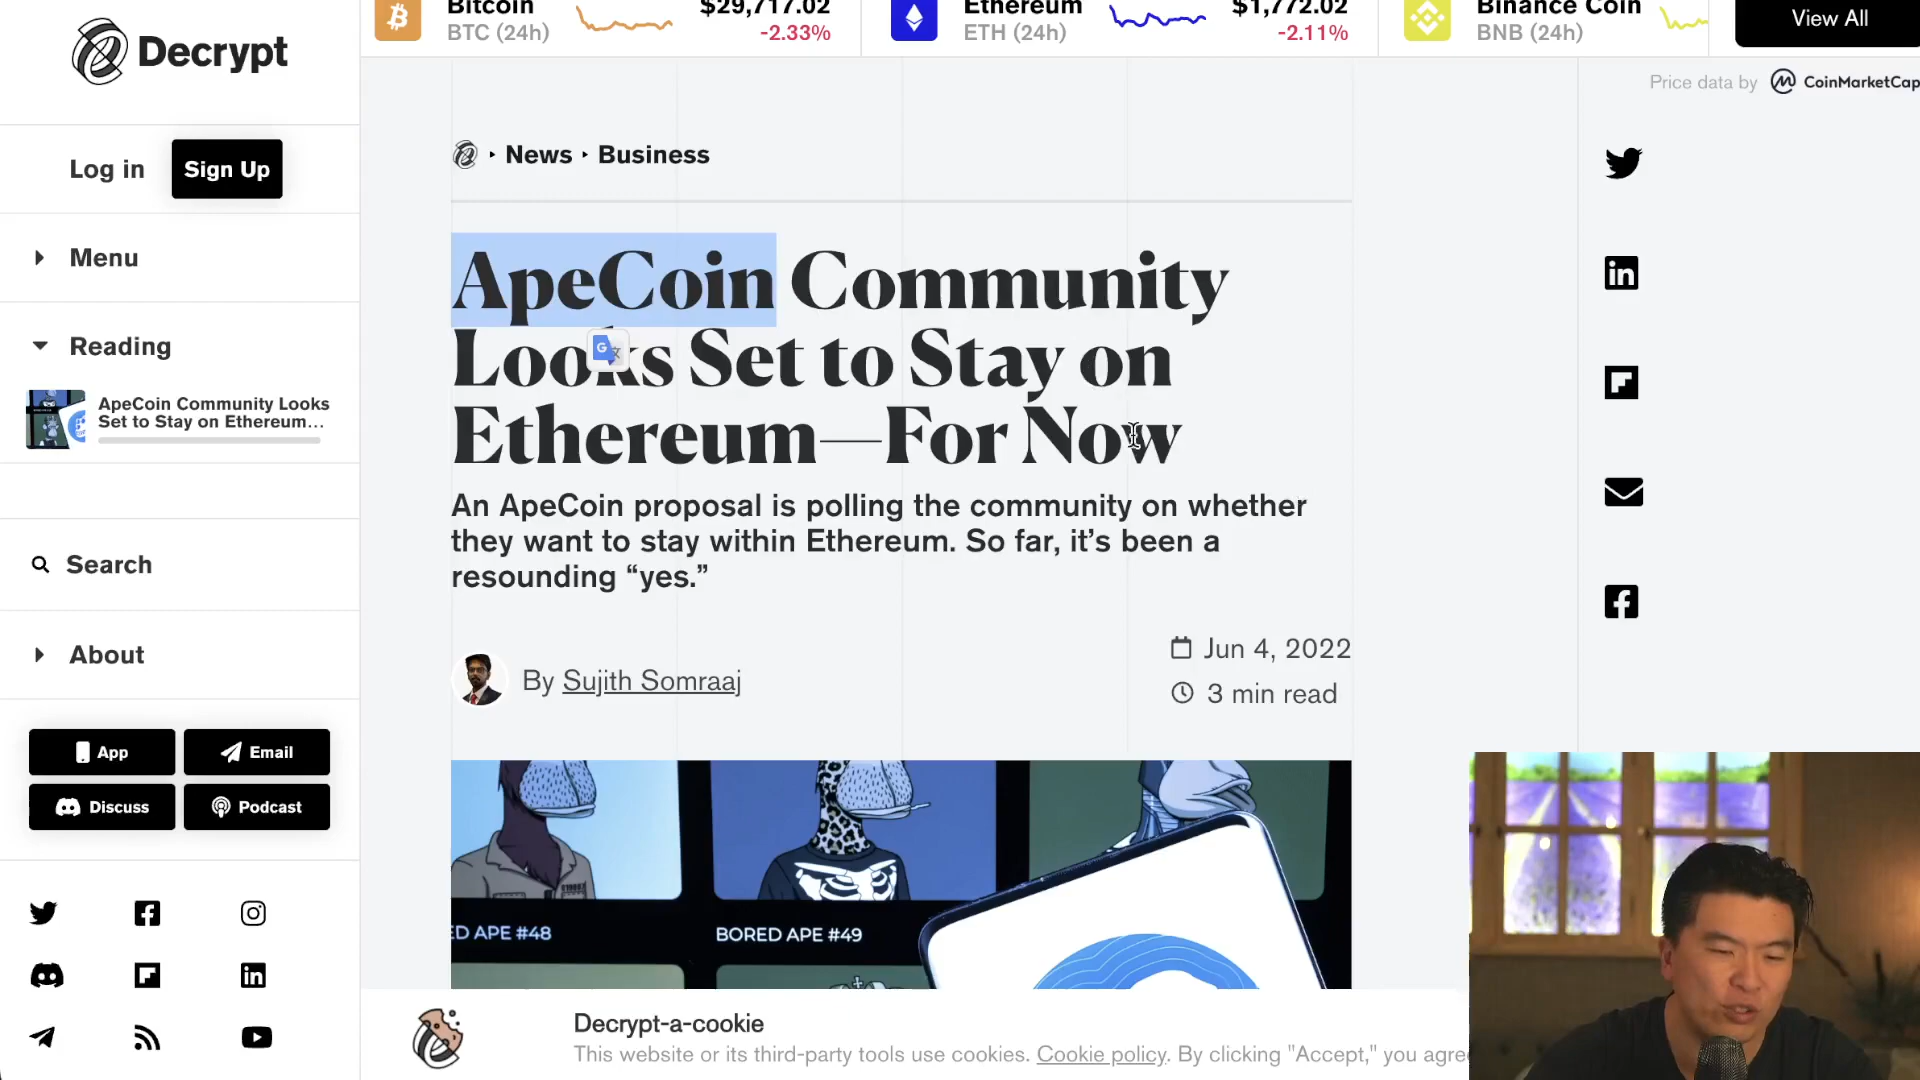 Decrypt
Bitcoin
BTC (24h)
$29,717.02
-2.33%
Ethereum
ETH (24h)
$1,772.02
-2.11%
Binance Coin
BNB (24h)
View All
Price data by CoinMarketCap
Log in
Sign Up
Menu
Reading
ApeCoin Community Looks
Set to Stay on Ethereum...
Search
About
App
Email
Discuss
Podcast
News
Business
ApeCoin Community
Looks Set to Stay on
Ethereum—For Now
An ApeCoin proposal is polling the community on whether
they want to stay within Ethereum. So far, it's been a
resounding “yes.”
By Sujith Somraaj
Jun 4, 2022
3 min read
ED APE #48
BORED APE #49
Decrypt-a-cookie
This website or its third-party tools use cookies. Cookie policy. By clicking "Accept," you agre